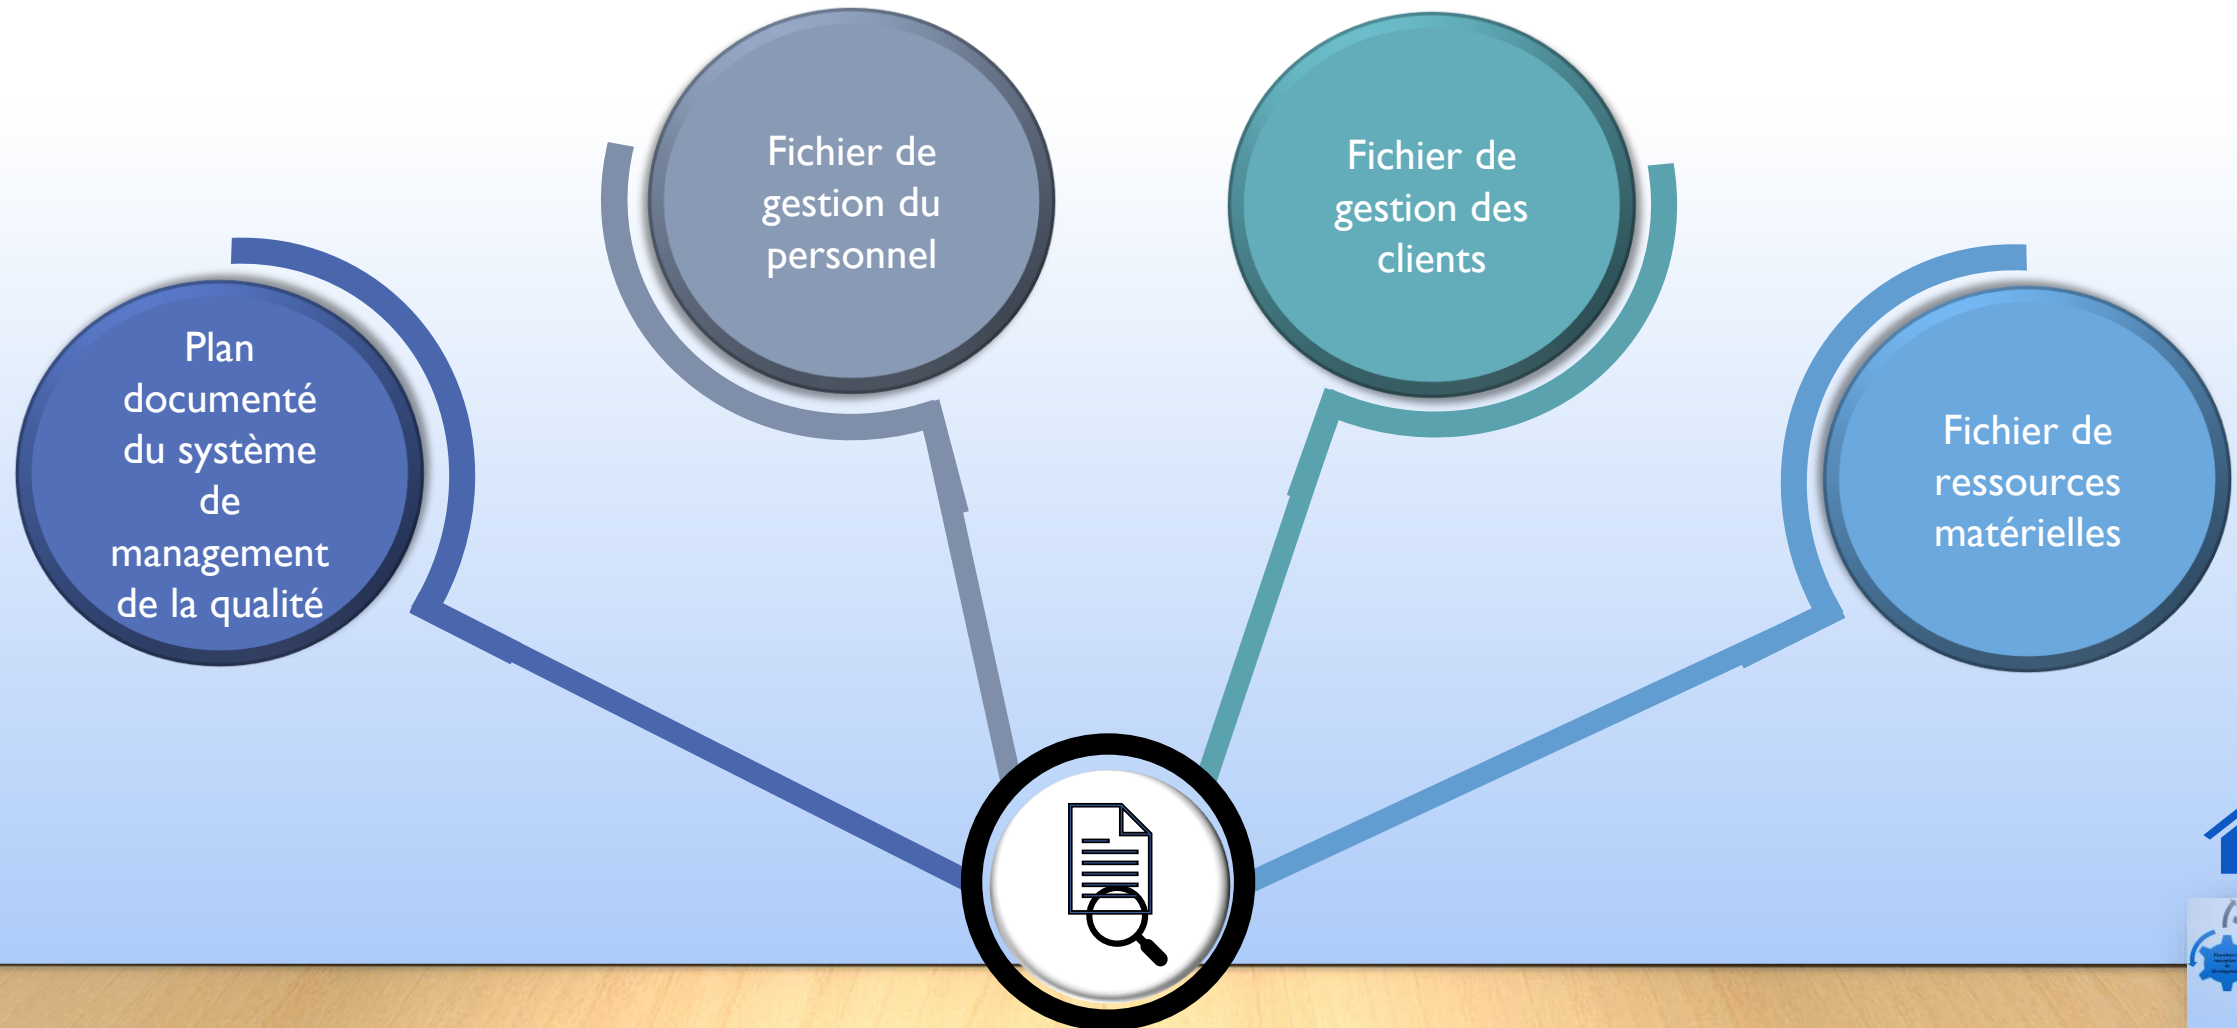 Plan
documenté
du système
de
management
de la qualité
Fichier de
gestion du
personnel
Fichier de
gestion des
clients
Fichier de
ressources
matérielles